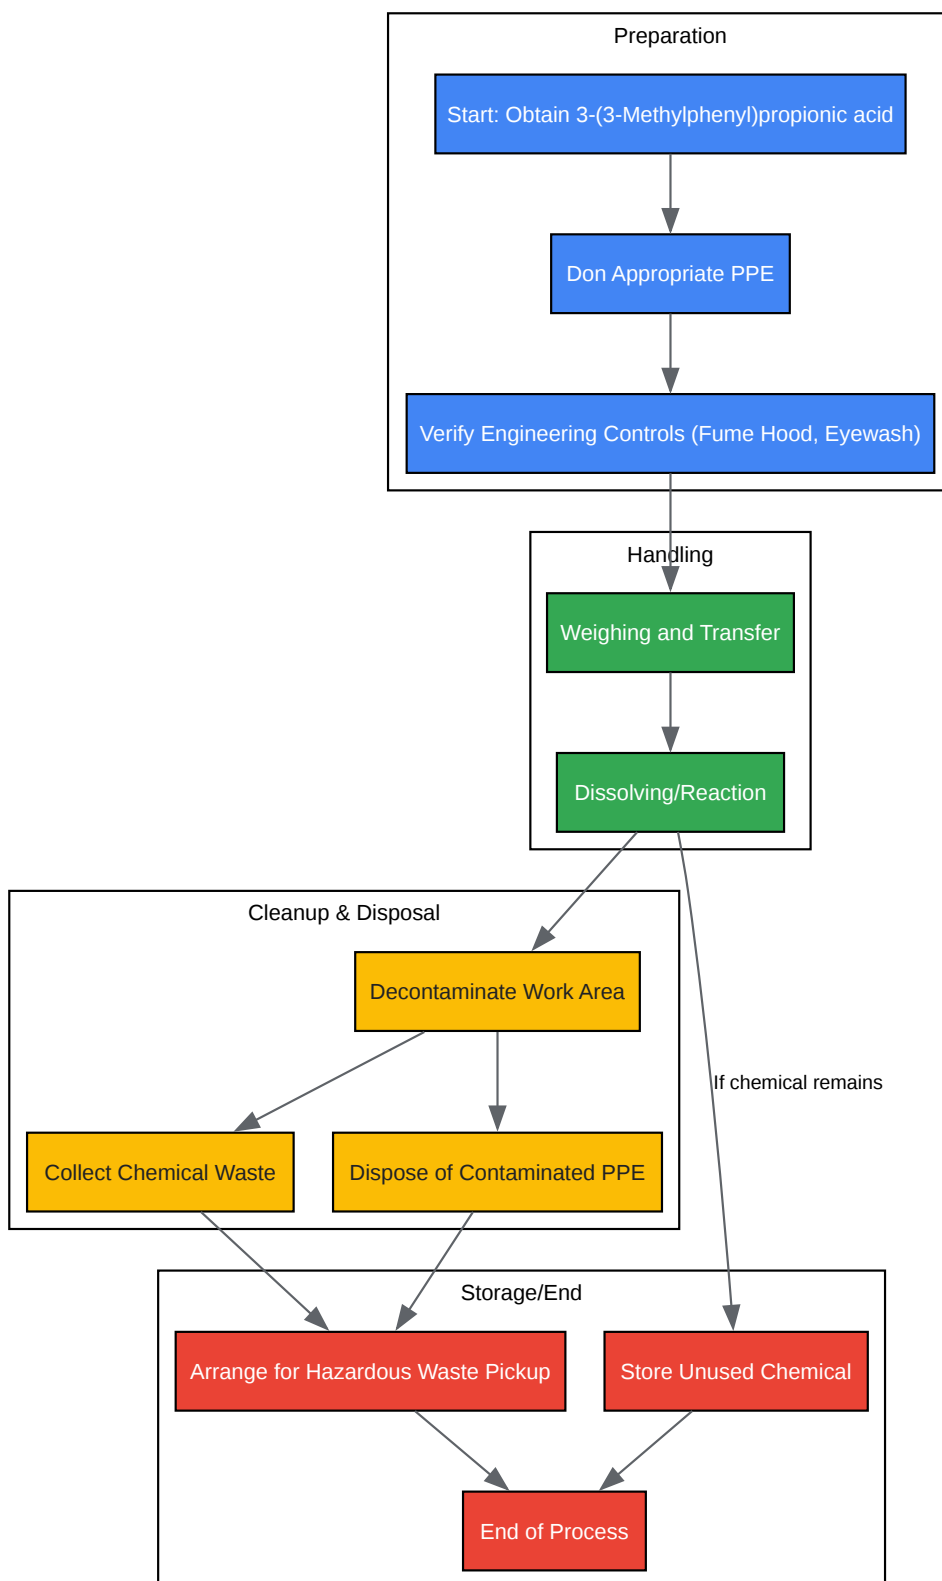 Preparation
Start: Obtain 3-(3-Methylphenyl)propionic acid
Don Appropriate PPE
Verify Engineering Controls (Fume Hood, Eyewash)
Handling
Weighing and Transfer
Dissolving/Reaction
Cleanup & Disposal
Decontaminate Work Area
If chemical remains
Collect Chemical Waste
Dispose of Contaminated PPE
Storage/End
Arrange for Hazardous Waste Pickup
Store Unused Chemical
End of Process